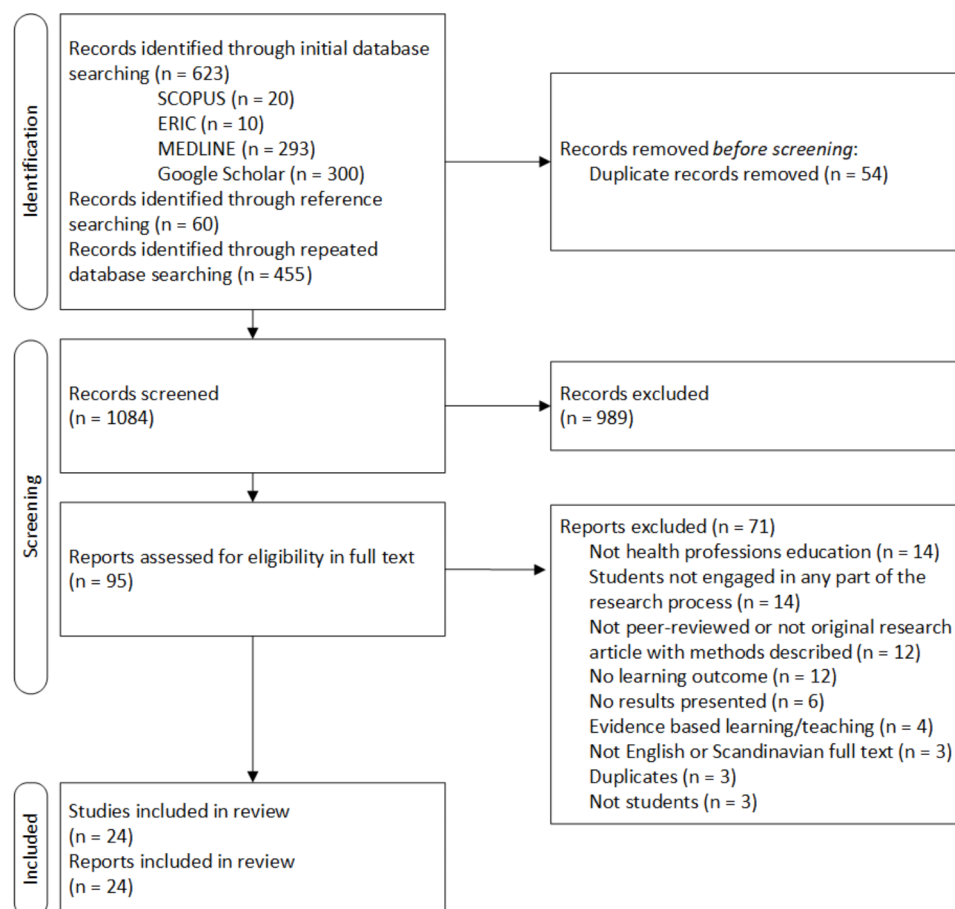 Identification
Records identified through initial database
searching (n = 623)
SCOPUS (n = 20)
ERIC (n = 10)
MEDLINE (n = 293)
Google Scholar (n = 300)
Records identified through reference
searching (n = 60)
Records identified through repeated
database searching (n = 455)
Records removed before screening:
Duplicate records removed (n = 54)
Screening
Records screened
(n = 1084)
Records excluded
(n = 989)
Reports assessed for eligibility in full text
(n = 95)
Reports excluded (n = 71)
Not health professions education (n = 14)
Students not engaged in any part of the
research process (n = 14)
Not peer-reviewed or not original research
article with methods described (n = 12)
No learning outcome (n = 12)
No results presented (n = 6)
Evidence based learning/teaching (n = 4)
Not English or Scandinavian full text (n = 3)
Duplicates (n = 3)
Not students (n = 3)
Included
Studies included in review
(n = 24)
Reports included in review
(n = 24)